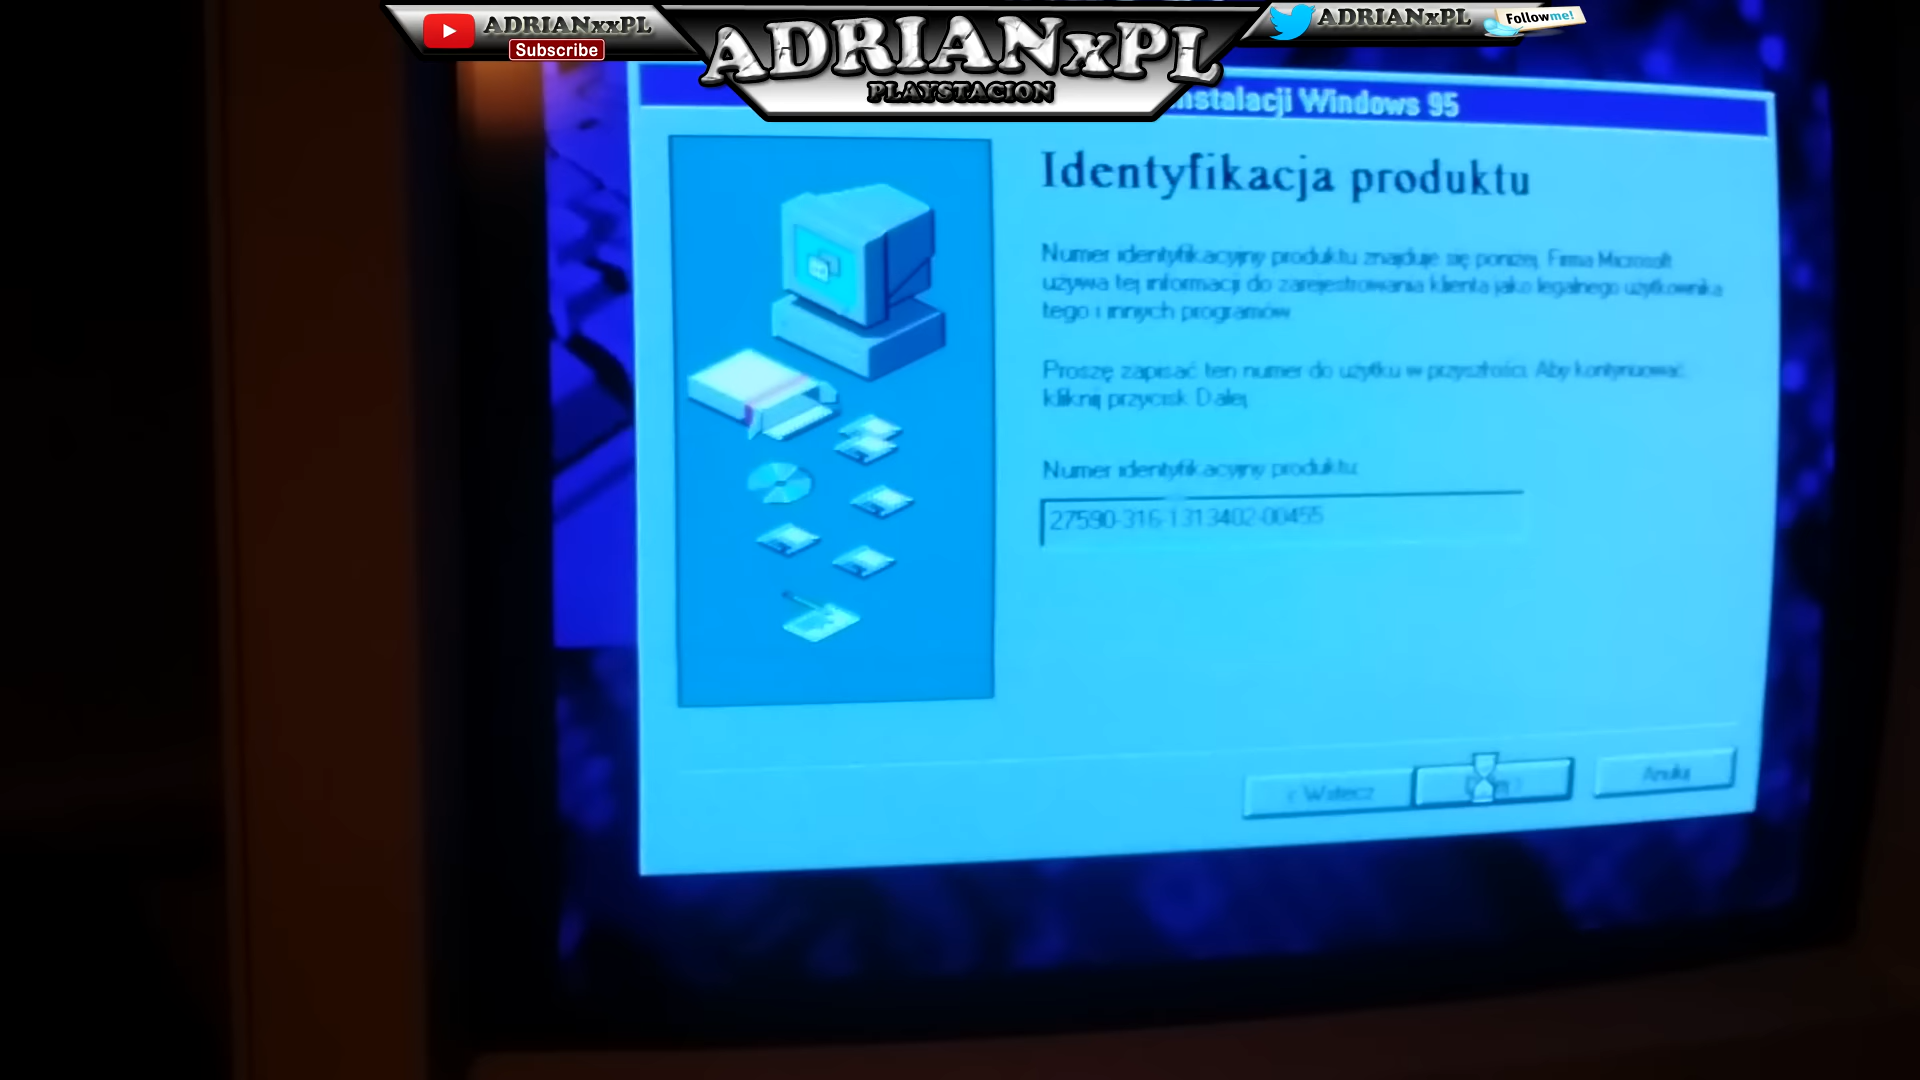 ADRIANxxPL
Subscribe
ADRIANxPL
PLAYSTACION
ADRIANxPL
Followme!
nstalacji Windows 95
Identyfikacja produktu
Numer identyfikacyjny produktu znajduje się poniżej. Firma Microsoft
używa tej informacji do zarejestrowania klienta jako legalnego użytkownika
tego i innych programów
Proszę zapisać ten numer do użytku w przyszłości. Aby kontynuować,
kliknij przycisk Dalej.
Numer identyfikacyjny produktu:
27590-316-1313402-00455
< Wstecz
Anuluj